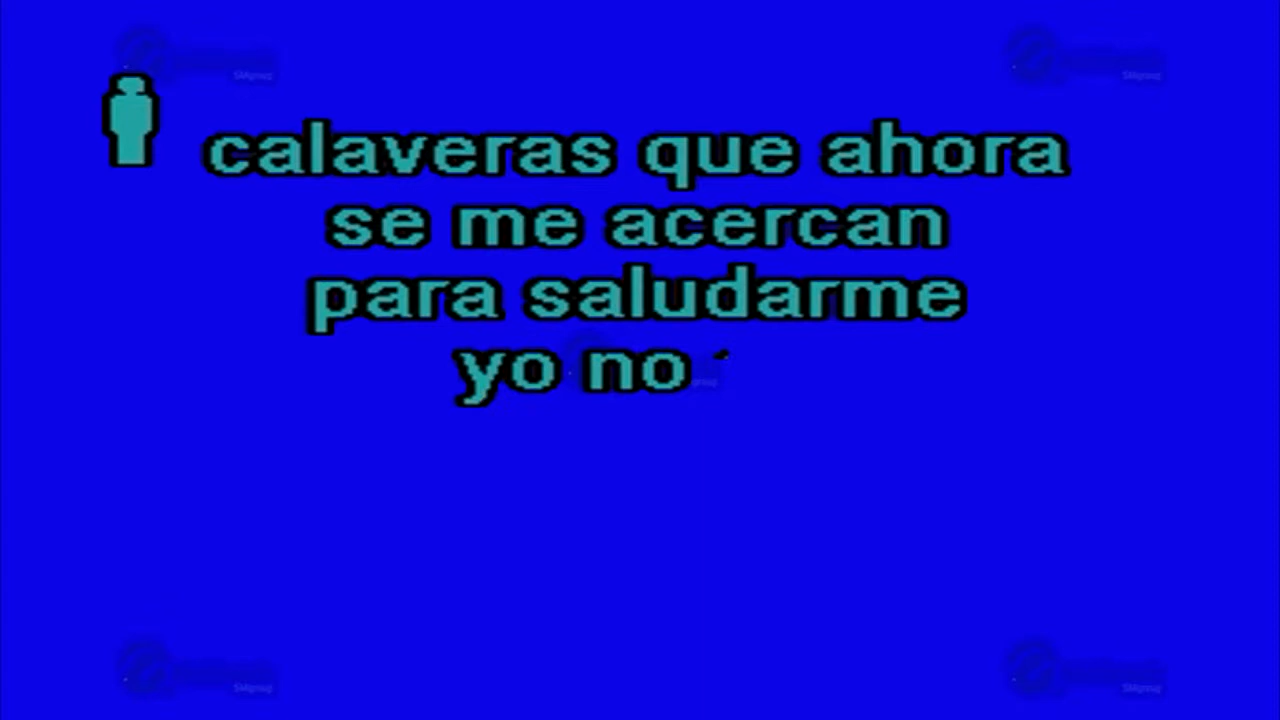 calaveras que ahora
se me acercan
para saludarme
yo no